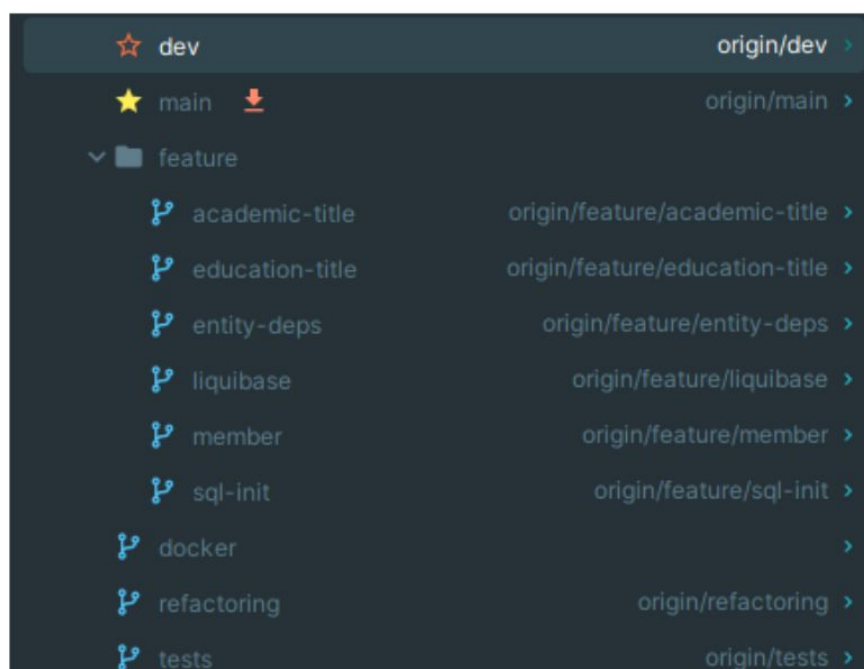 dev origin/dev
main origin/main
feature
academic-title origin/feature/academic-title
education-title origin/feature/education-title
entity-deps origin/feature/entity-deps
liquibase origin/feature/liquibase
member origin/feature/member
sql-init origin/feature/sql-init
docker
refactoring origin/refactoring
tests origin/tests